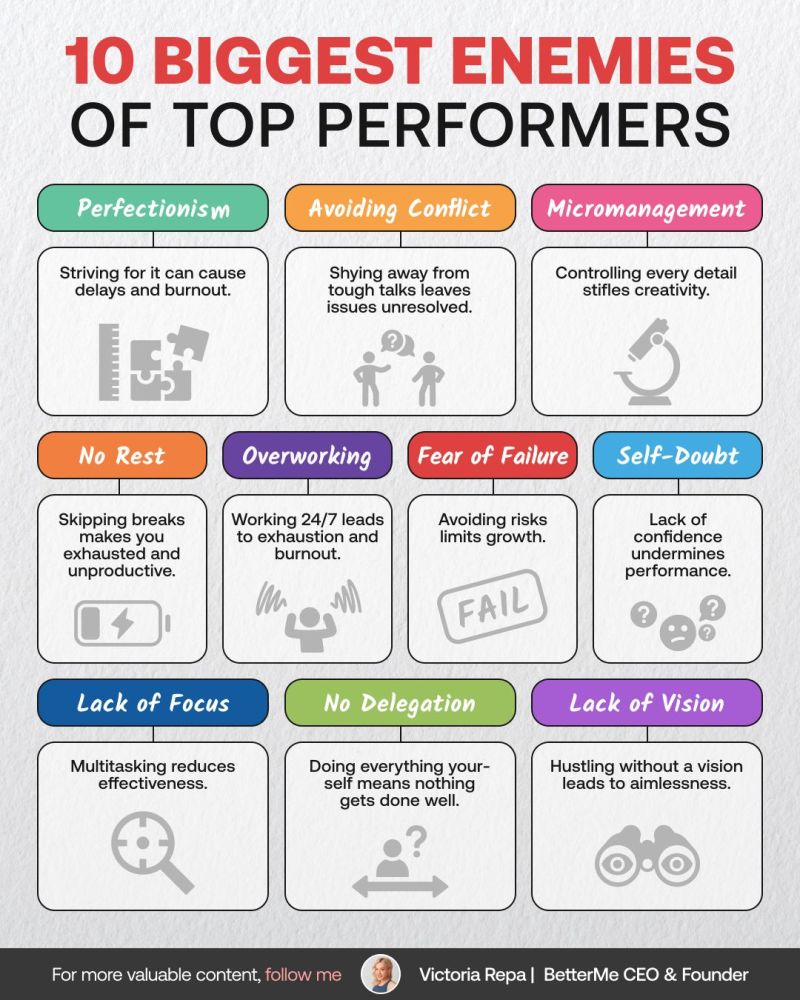 10 BIGGEST ENEMIES
OF TOP PERFORMERS
Perfectionism
Avoiding Conflict
Micromanagement
Striving for it can cause
delays and burnout.
Shying away from
tough talks leaves
issues unresolved.
?
Controlling every detail
stifles creativity.
No Rest
Overworking
Fear of Failure
Self-Doubt
Skipping breaks
makes you
exhausted and
unproductive.
Working 24/7 leads
to exhaustion and
burnout.
Avoiding risks
limits growth.
FAIL
Lack of
confidence
undermines
performance.
? ? ?
Lack of Focus
No Delegation
Lack of Vision
Multitasking reduces
effectiveness.
Doing everything your-
self means nothing
gets done well.
?
Hustling without a vision
leads to aimlessness.
For more valuable content, follow me
Victoria Repa | BetterMe CEO & Founder